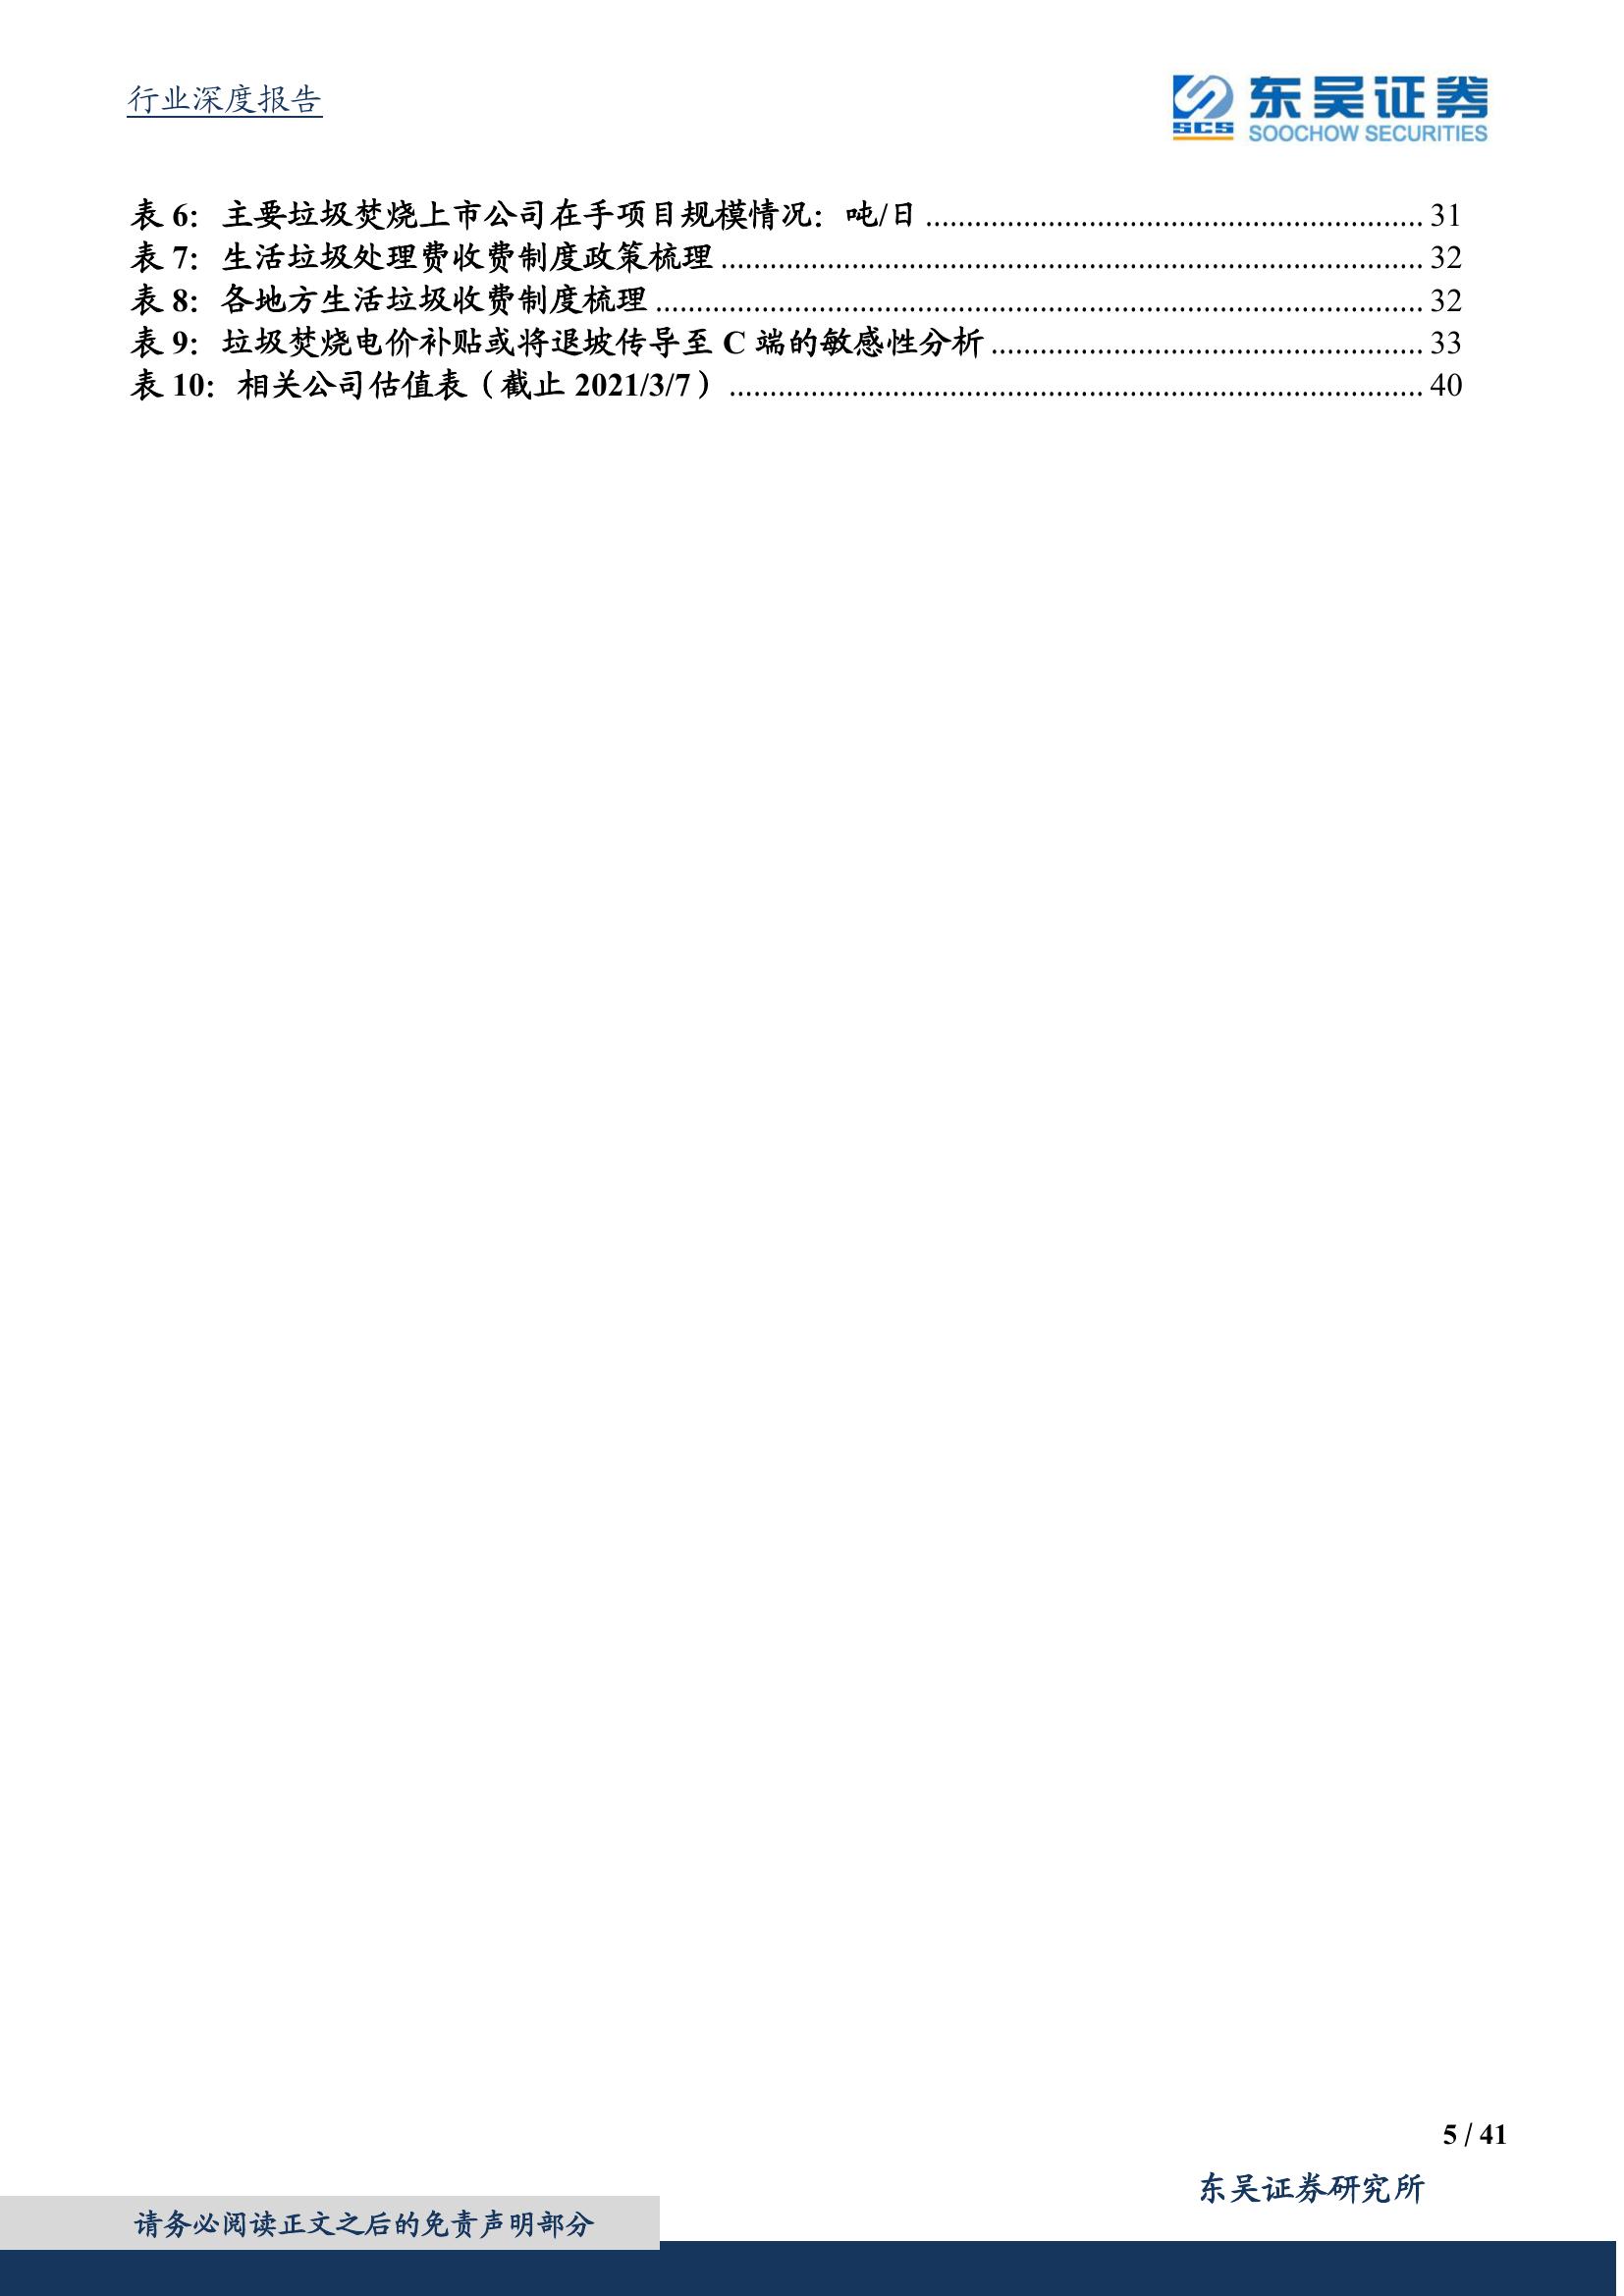 行业深度报告
SCS 东吴证券
SOOCHOW SECURITIES
表 6：主要垃圾焚烧上市公司在手项目规模情况：吨/日 ............................................................. 31
表 7：生活垃圾处理费收费制度政策梳理 ...................................................................................... 32
表 8：各地方生活垃圾收费制度梳理 .............................................................................................. 32
表 9：垃圾焚烧电价补贴或将退坡传导至 C 端的敏感性分析 ..................................................... 33
表 10：相关公司估值表（截止 2021/3/7） ..................................................................................... 40
5 / 41
东吴证券研究所
请务必阅读正文之后的免责声明部分